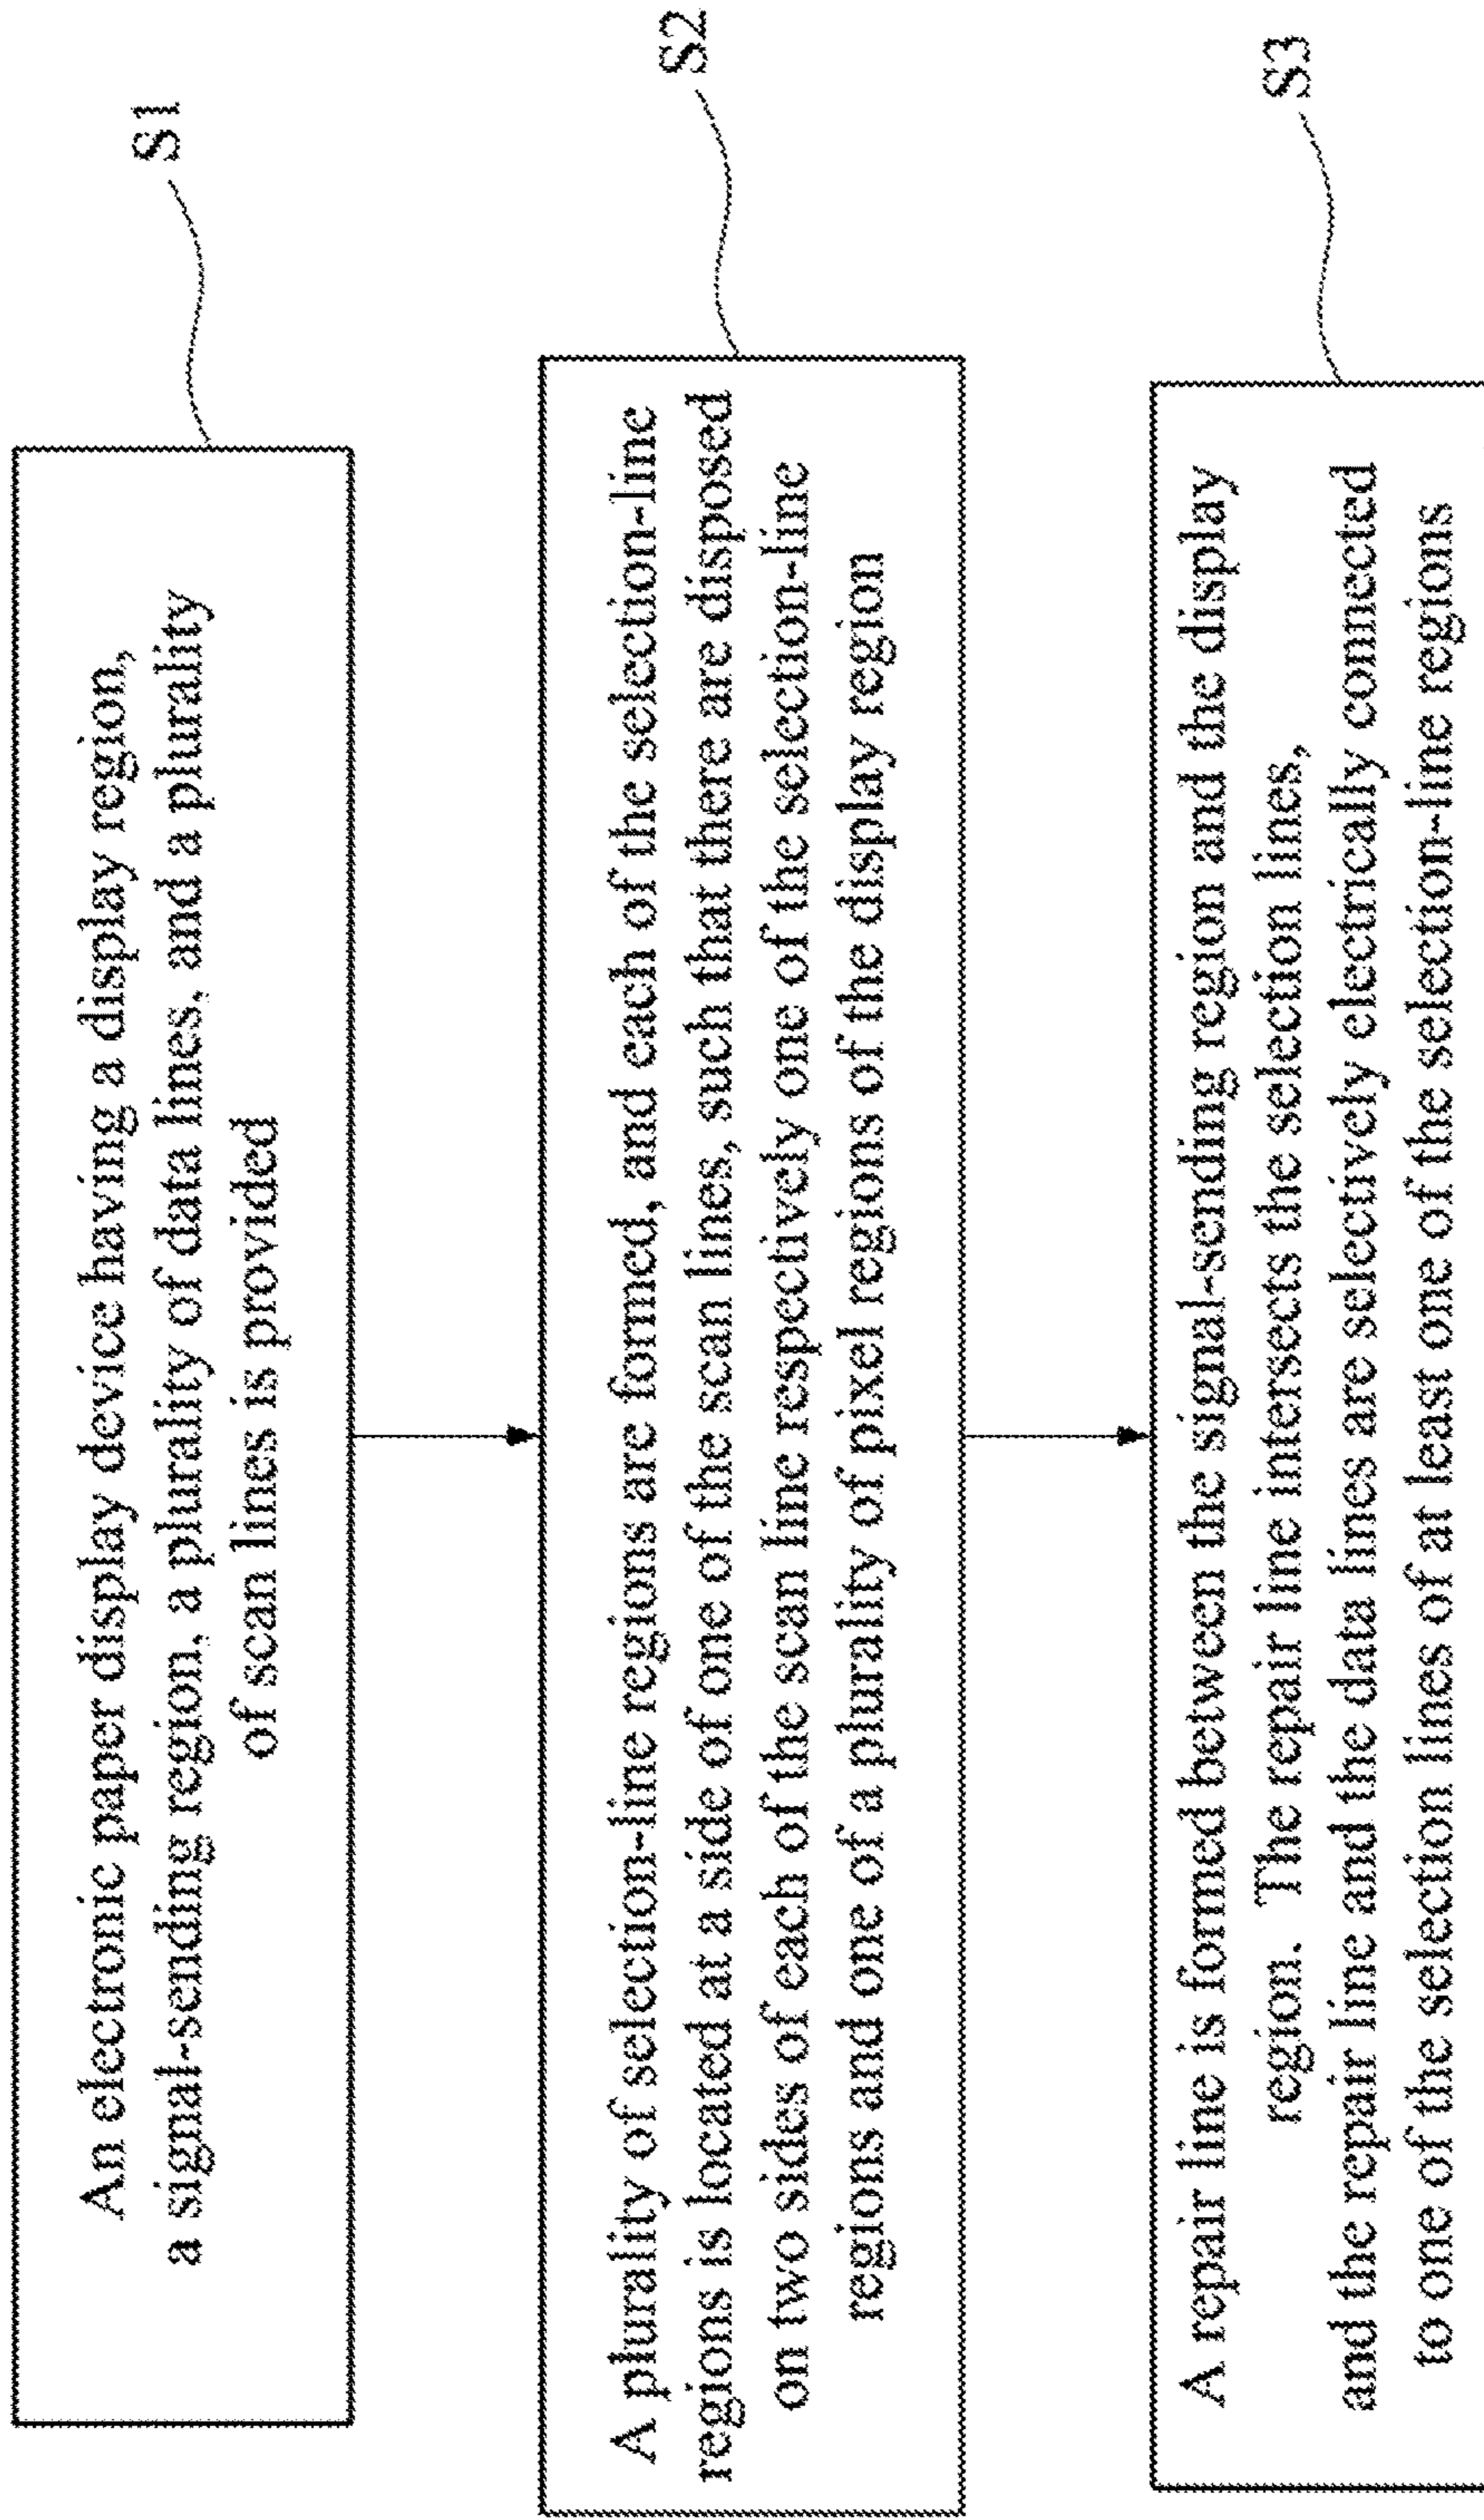 S1
An electronic paper display device having a display region,
a signal-sending region, a plurality of data lines, and a plurality
of scan lines is provided
S2
A plurality of selection-line regions are formed, and each of the selection-line
regions is located at a side of one of the scan lines, such that there are disposed
on two sides of each of the scan line respectively one of the selection-line
regions and one of a plurality of pixel regions of the display region
S3
A repair line is formed between the signal-sending region and the display
region. The repair line intersects the selection lines,
and the repair line and the data lines are selectively electrically connected
to one of the selection lines of at least one of the selection-line regions